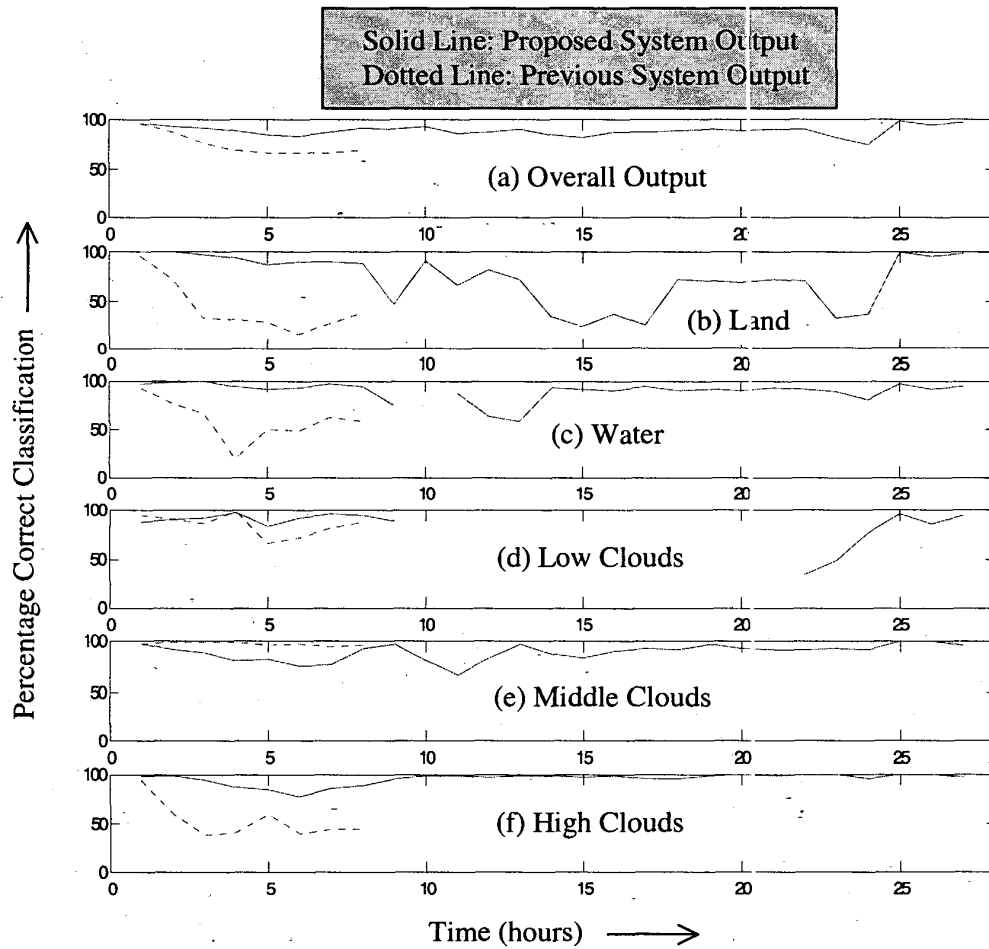 Solid Line: Proposed System Output
Dotted Line: Previous System Output
Percentage Correct Classification
100
50
0
0 5 10 15 20 25
(a) Overall Output
100
50
0
0 5 10 15 20 25
(b) Land
100
50
0
0 5 10 15 20 25
(c) Water
100
50
0
0 5 10 15 20 25
(d) Low Clouds
100
50
0
0 5 10 15 20 25
(e) Middle Clouds
100
50
0
0 5 10 15 20 25
(f) High Clouds
Time (hours)